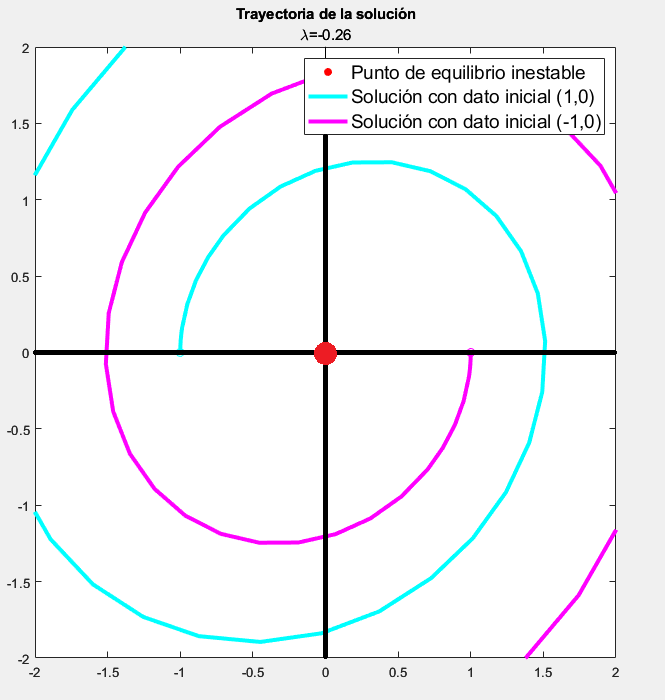 Trayectoria de la solución
λ=-0.26
Punto de equilibrio inestable
Solución con dato inicial (1,0)
Solución con dato inicial (-1,0)
2
1.5
1
0.5
0
-0.5
-1
-1.5
-2
-2 -1.5 -1 -0.5 0 0.5 1 1.5 2